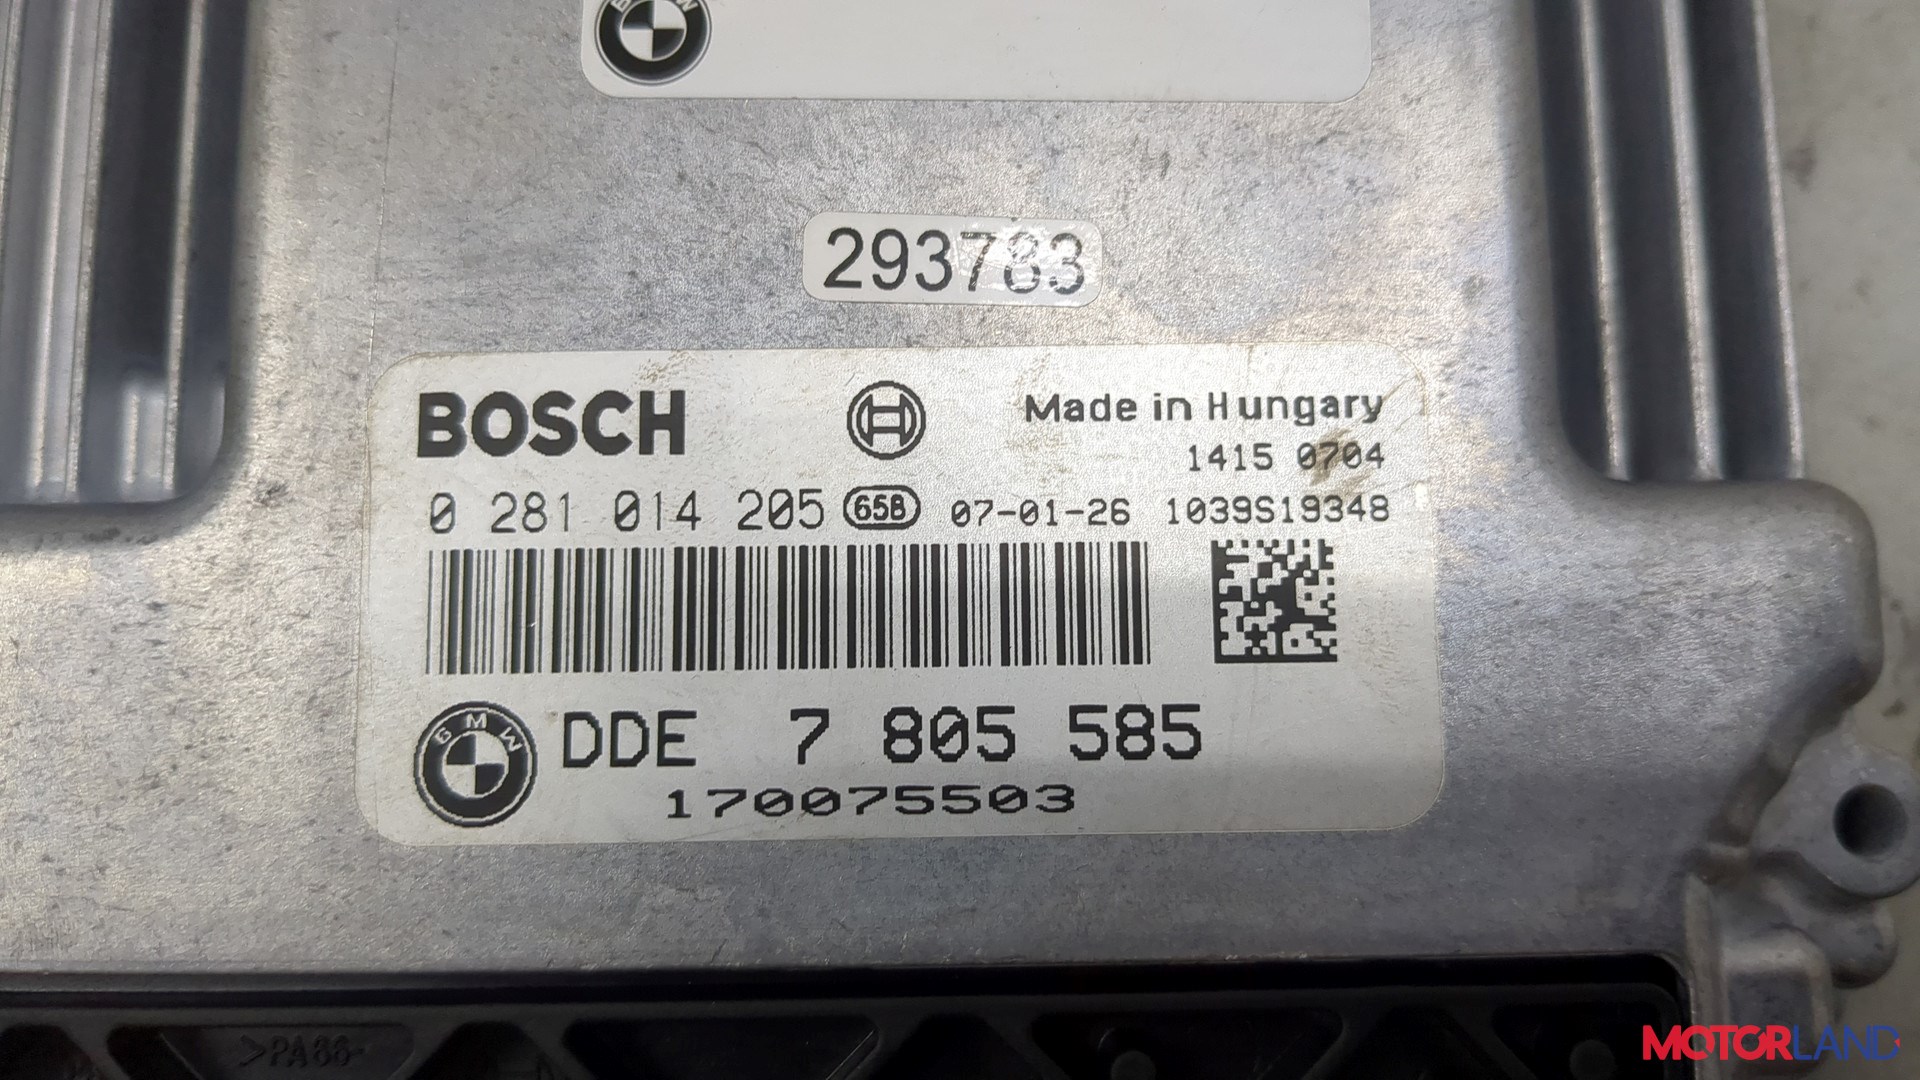 BMW
293783
BOSCH
Made in Hungary
1415 0704
0 281 014 205 65B 07-01-26 1039S19348
BMW
DDE 7 805 585
170075503
>PA66-
MOTORLAND